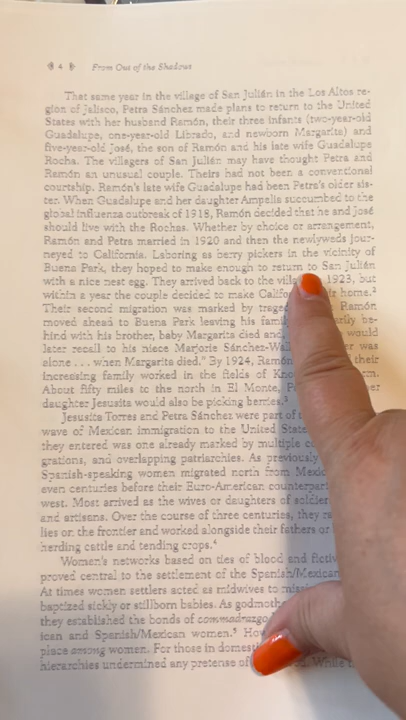 4 From Out of the Shadows
That same year in the village of San Julián in the Los Altos re-
gion of Jalisco, Petra Sánchez made plans to return to the United
States with her husband Ramón, their three infants (two-year-old
Guadalupe, one-year-old Librado, and newborn Margarita) and
five-year-old José, the son of Ramón and his late wife Guadalupe
Rocha. The villagers of San Julián may have thought Petra and
Ramón an unusual couple. Theirs had not been a conventional
courtship. Ramón's late wife Guadalupe had been Petra's older sis-
ter. When Guadalupe and her daughter Ampelia succumbed to the
global influenza outbreak of 1918, Ramón decided that he and José
should live with the Rochas. Whether by choice or arrangement,
Ramón and Petra married in 1920 and then the newlyweds jour-
neyed to California. Laboring as berry pickers in the vicinity of
Buena Park, they hoped to make enough to return to San Julián
with a nice nest egg. They arrived back to the 1923, but
within a year the couple decided to make home.2
Their second migration was marked by Ramón
moved ahead to Buena Park leaving his be-
hind with his brother, baby Margarita died and, would
later recall to his niece Marjorie was
alone . . . when Margarita died." By 1924, Ramón their
increasing family worked in the fields of
About fifty miles to the north in El Monte,
daughter Jesusita would also be picking berries.3
Jesusita Torres and Petra Sánchez were part of
wave of Mexican immigration to the United
they entered was one already marked by multiple
grations, and overlapping patriarchies. As previously
Spanish-speaking women migrated north from
even centuries before their Euro-American
west. Most arrived as the wives or daughters of
and artisans. Over the course of three centuries, they
lies on the frontier and worked alongside their fathers or
herding cattle and tending crops.4
Women's networks based on ties of blood and
proved central to the settlement of the Spanish/Mexican
At times women settlers acted as midwives to
baptized sickly or stillborn babies. As
they established the bonds of
ican and Spanish/Mexican women.5
place among women. For those in
hierarchies undermined any pretense of While